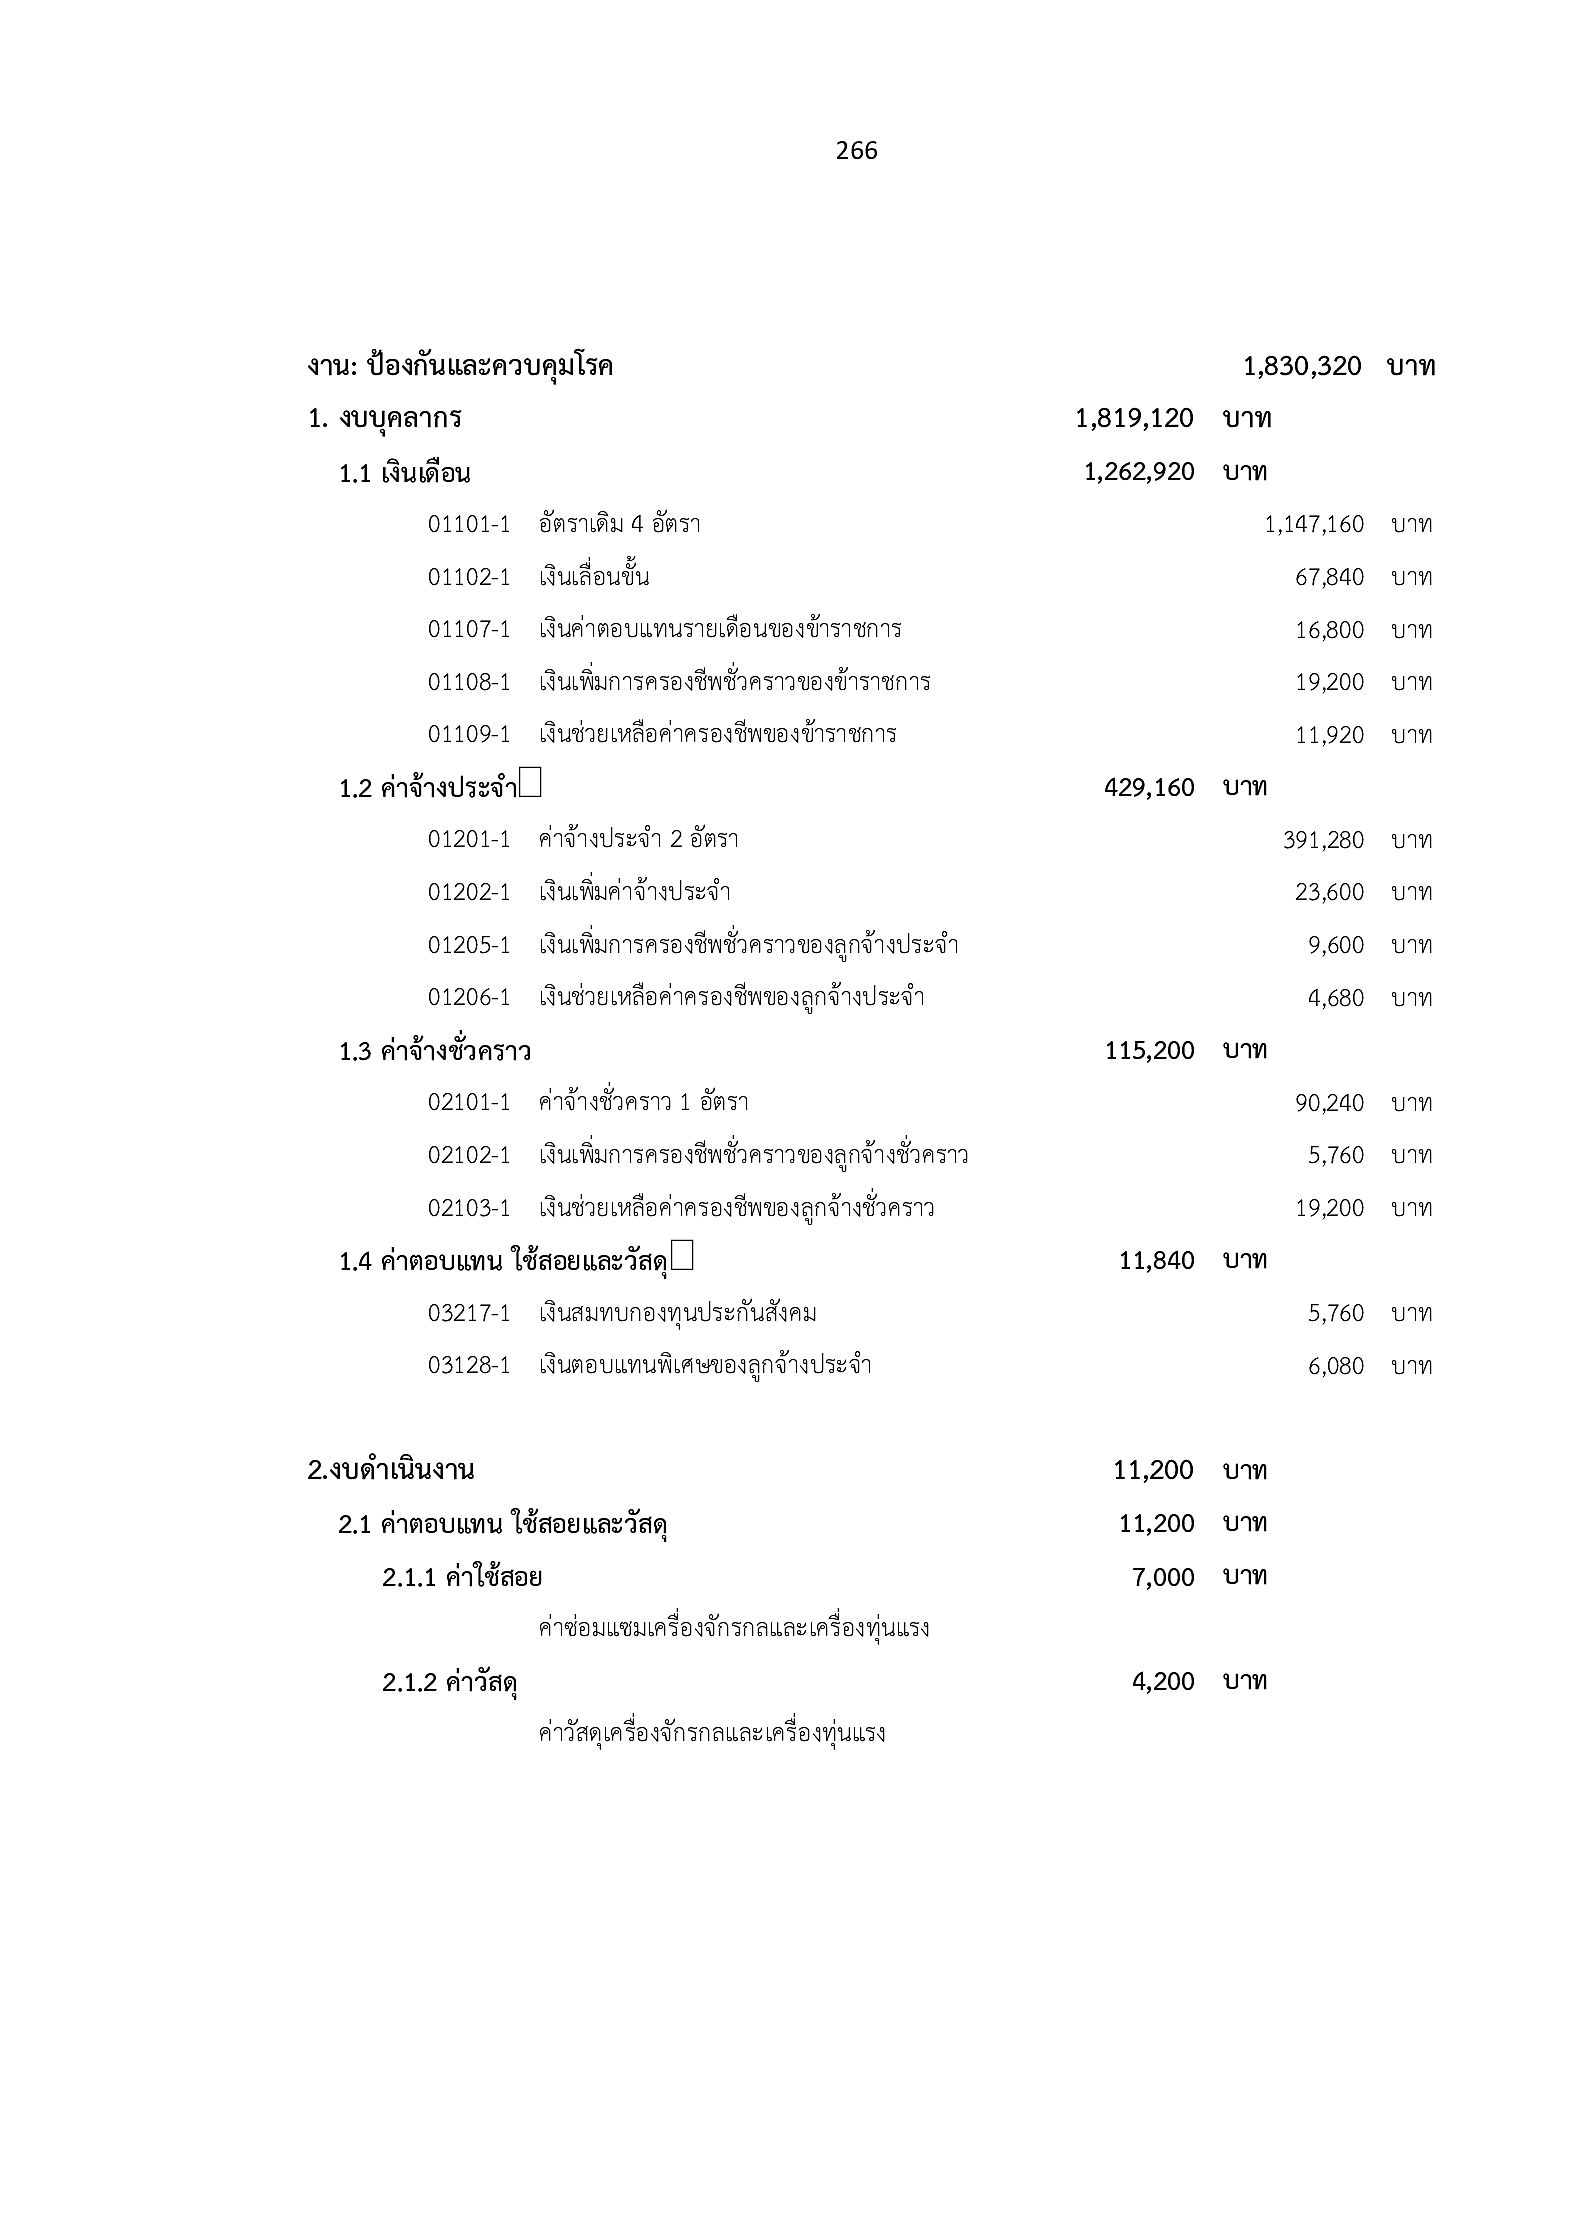 266
งาน: ป้องกันและควบคุมโรค 1,830,320 บาท
1. งบบุคลากร 1,819,120 บาท
1.1 เงินเดือน 1,262,920 บาท
01101-1 อัตราเดิม 4 อัตรา 1,147,160 บาท
01102-1 เงินเลื่อนขั้น 67,840 บาท
01107-1 เงินค่าตอบแทนรายเดือนของข้าราชการ 16,800 บาท
01108-1 เงินเพิ่มการครองชีพชั่วคราวของข้าราชการ 19,200 บาท
01109-1 เงินช่วยเหลือค่าครองชีพของข้าราชการ 11,920 บาท
1.2 ค่าจ้างประจำ 429,160 บาท
01201-1 ค่าจ้างประจำ 2 อัตรา 391,280 บาท
01202-1 เงินเพิ่มค่าจ้างประจำ 23,600 บาท
01205-1 เงินเพิ่มการครองชีพชั่วคราวของลูกจ้างประจำ 9,600 บาท
01206-1 เงินช่วยเหลือค่าครองชีพของลูกจ้างประจำ 4,680 บาท
1.3 ค่าจ้างชั่วคราว 115,200 บาท
02101-1 ค่าจ้างชั่วคราว 1 อัตรา 90,240 บาท
02102-1 เงินเพิ่มการครองชีพชั่วคราวของลูกจ้างชั่วคราว 5,760 บาท
02103-1 เงินช่วยเหลือค่าครองชีพของลูกจ้างชั่วคราว 19,200 บาท
1.4 ค่าตอบแทน ใช้สอยและวัสดุ 11,840 บาท
03217-1 เงินสมทบกองทุนประกันสังคม 5,760 บาท
03128-1 เงินตอบแทนพิเศษของลูกจ้างประจำ 6,080 บาท
2.งบดำเนินงาน 11,200 บาท
2.1 ค่าตอบแทน ใช้สอยและวัสดุ 11,200 บาท
2.1.1 ค่าใช้สอย 7,000 บาท
ค่าซ่อมแซมเครื่องจักรกลและเครื่องทุ่นแรง
2.1.2 ค่าวัสดุ 4,200 บาท
ค่าวัสดุเครื่องจักรกลและเครื่องทุ่นแรง